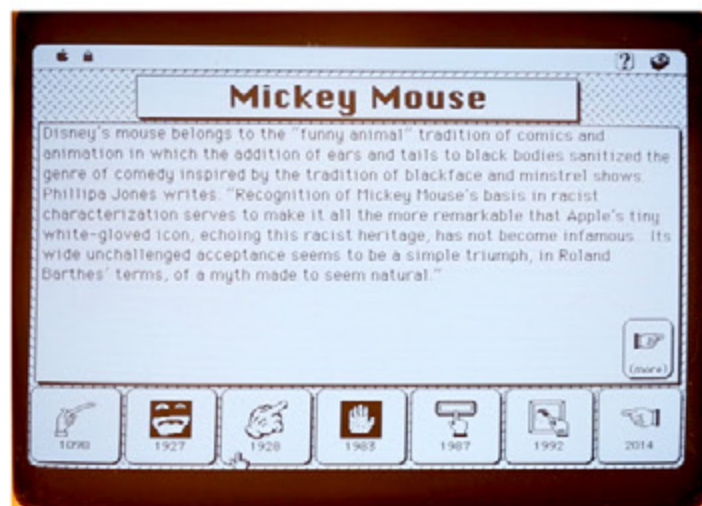 ?
Mickey Mouse
Disney's mouse belongs to the "funny animal" tradition of comics and
animation in which the addition of ears and tails to black bodies sanitized the
genre of comedy inspired by the tradition of blackface and minstrel shows.
Phillipa Jones writes: "Recognition of Mickey Mouse's basis in racist
characterization serves to make it all the more remarkable that Apple's tiny
white-gloved icon, echoing this racist heritage, has not become infamous. Its
wide unchallenged acceptance seems to be a simple triumph, in Roland
Barthes' terms, of a myth made to seem natural."
(more)
1098 1927 1928 1983 1987 1992 2014